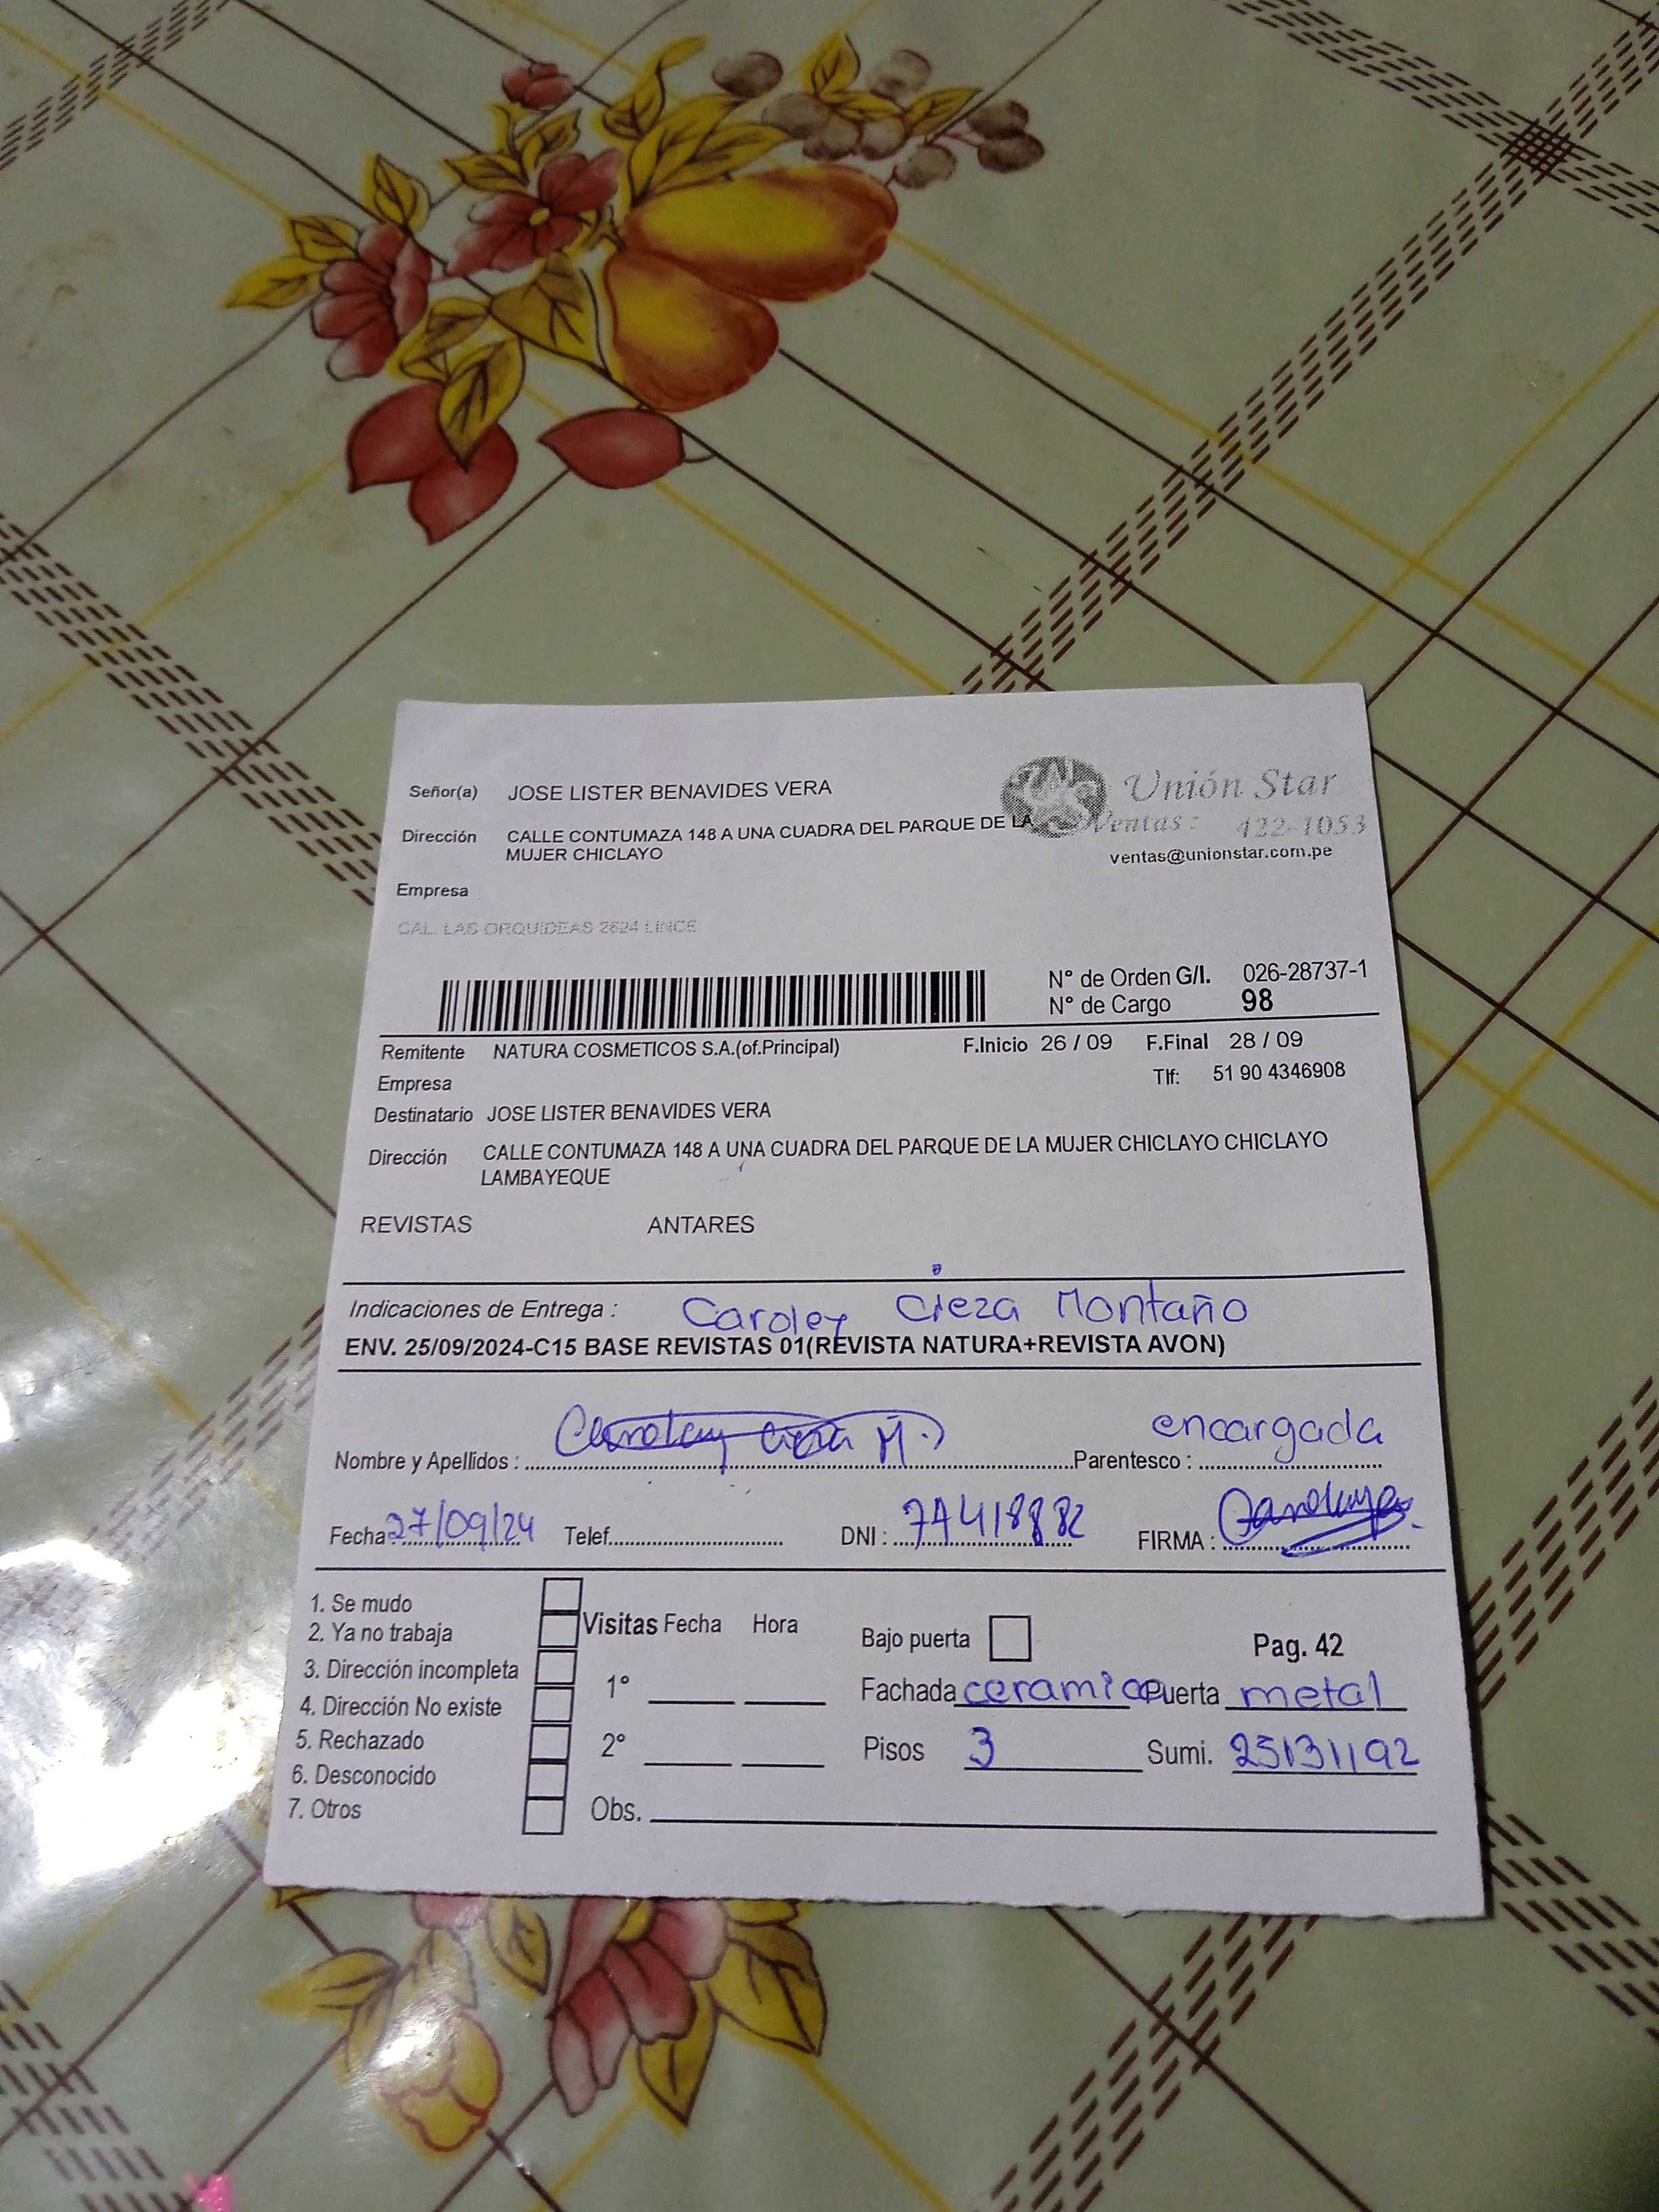 Señor(a) JOSE LISTER BENAVIDES VERA
Unión Star
Dirección CALLE CONTUMAZA 148 A UNA CUADRA DEL PARQUE DE LA
MUJER CHICLAYO
Ventas: 422-1053
ventas@unionstar.com.pe
Empresa
CAL. LAS ORQUIDEAS 2624 LINCE
N° de Orden G/I. 026-28737-1
N° de Cargo 98
Remitente NATURA COSMETICOS S.A.(of.Principal) F.Inicio 26 / 09 F.Final 28 / 09
Empresa Tlf: 51 90 4346908
Destinatario JOSE LISTER BENAVIDES VERA
Dirección CALLE CONTUMAZA 148 A UNA CUADRA DEL PARQUE DE LA MUJER CHICLAYO CHICLAYO
LAMBAYEQUE
REVISTAS ANTARES
Indicaciones de Entrega : Caroley Cieza Montaño
ENV. 25/09/2024-C15 BASE REVISTAS 01(REVISTA NATURA+REVISTA AVON)
Nombre y Apellidos : Caroley Cieza M. Parentesco : encargada
Fecha: 27/09/24 Telef. DNI : 74418882 FIRMA :
1. Se mudo
2. Ya no trabaja
3. Dirección incompleta
4. Dirección No existe
5. Rechazado
6. Desconocido
7. Otros
Visitas Fecha Hora
1°
2°
Obs.
Bajo puerta Pag. 42
Fachada ceramica Puerta metal
Pisos 3 Sumi. 25131192